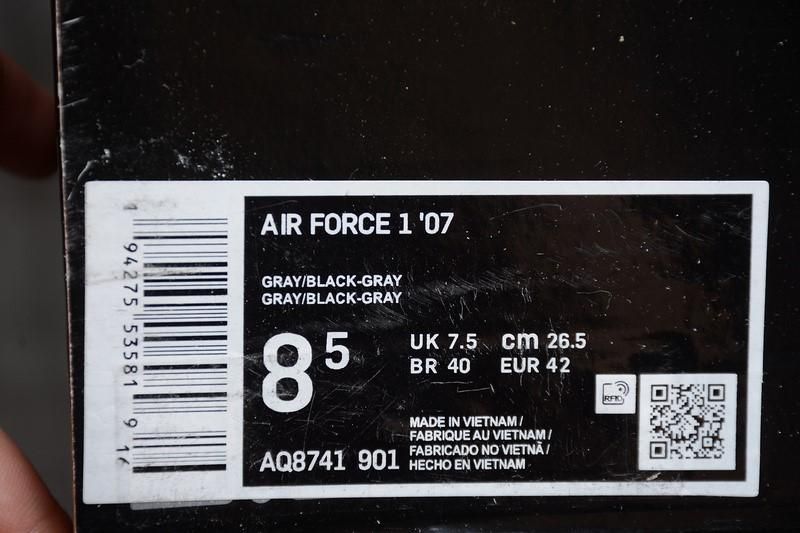 AIR FORCE 1 '07
GRAY/BLACK-GRAY
GRAY/BLACK-GRAY
8 5
UK 7.5 cm 26.5
BR 40 EUR 42
RFID
MADE IN VIETNAM /
FABRIQUE AU VIETNAM /
FABRICADO NO VIETNÃ /
HECHO EN VIETNAM
AQ8741 901
1 94275 53581 9